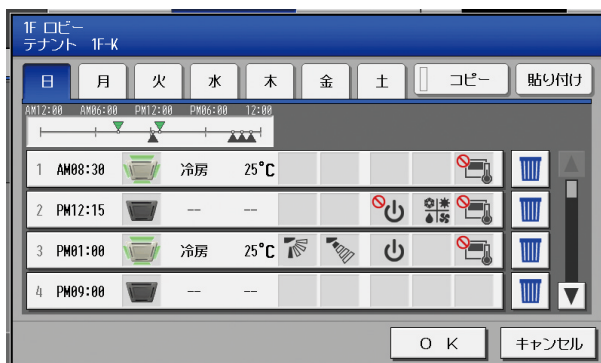 1F ロビー
テナント 1F-K
日 月 火 水 木 金 土 コピー 貼り付け
AM12:00 AM06:00 PM12:00 PM06:00 12:00
1 AM08:30 冷房 25°C
2 PM12:15 -- --
3 PM01:00 冷房 25°C
4 PM09:00 -- --
OK キャンセル